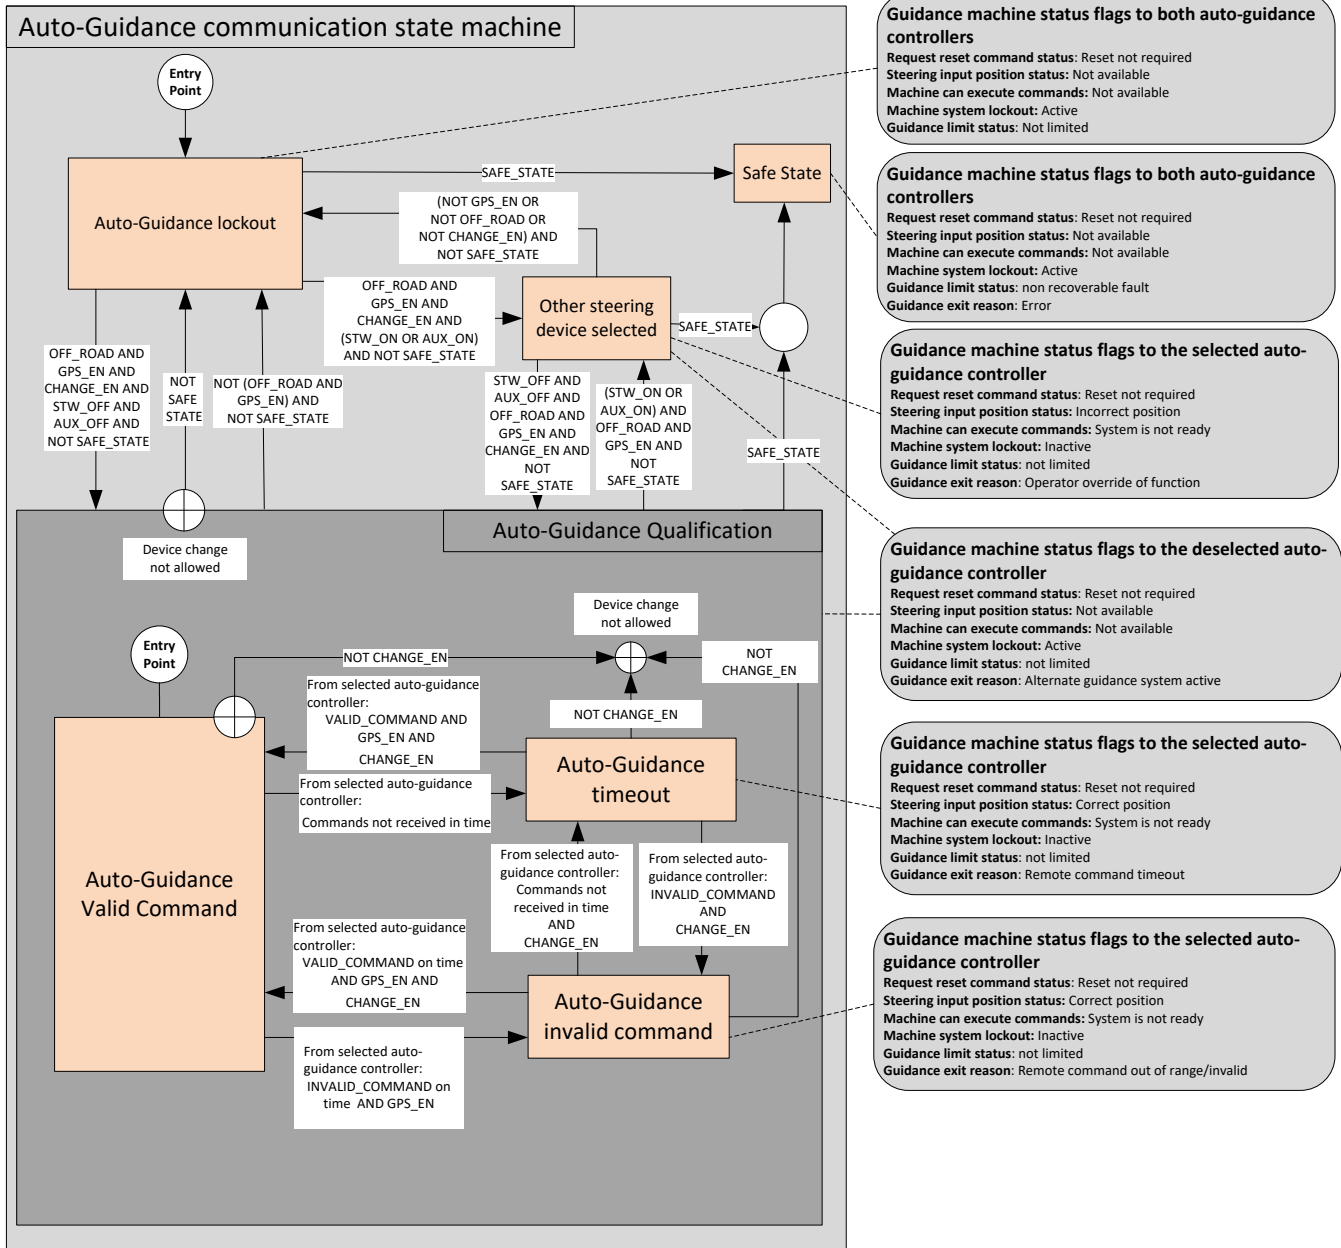 Auto-Guidance communication state machine
Entry
Point
Auto-Guidance lockout
SAFE_STATE
Safe State
(NOT GPS_EN OR
NOT OFF_ROAD OR
NOT CHANGE_EN) AND
NOT SAFE_STATE
OFF_ROAD AND
GPS_EN AND
CHANGE_EN AND
(STW_ON OR AUX_ON)
AND NOT SAFE_STATE
Other steering
device selected
SAFE_STATE
OFF_ROAD AND
GPS_EN AND
CHANGE_EN AND
STW_OFF AND
AUX_OFF AND
NOT SAFE_STATE
NOT
SAFE
STATE
NOT (OFF_ROAD AND
GPS_EN) AND
NOT SAFE_STATE
STW_OFF AND
AUX_OFF AND
OFF_ROAD AND
GPS_EN AND
CHANGE_EN AND
NOT
SAFE_STATE
(STW_ON OR
AUX_ON) AND
OFF_ROAD AND
GPS_EN AND
NOT
SAFE_STATE
SAFE_STATE
Auto-Guidance Qualification
Device change
not allowed
Device change
not allowed
Entry
Point
NOT CHANGE_EN
NOT
CHANGE_EN
NOT CHANGE_EN
From selected auto-guidance
controller:
VALID_COMMAND AND
GPS_EN AND
CHANGE_EN
From selected auto-guidance
controller:
Commands not received in time
Auto-Guidance
timeout
Auto-Guidance
Valid Command
From selected auto-
guidance controller:
Commands not
received in time
AND
CHANGE_EN
From selected auto-
guidance controller:
INVALID_COMMAND
AND
CHANGE_EN
From selected auto-guidance
controller:
VALID_COMMAND on time
AND GPS_EN AND
CHANGE_EN
Auto-Guidance
invalid command
From selected auto-
guidance controller:
INVALID_COMMAND on
time AND GPS_EN
Guidance machine status flags to both auto-guidance
controllers
Request reset command status: Reset not required
Steering input position status: Not available
Machine can execute commands: Not available
Machine system lockout: Active
Guidance limit status: Not limited
Guidance machine status flags to both auto-guidance
controllers
Request reset command status: Reset not required
Steering input position status: Not available
Machine can execute commands: Not available
Machine system lockout: Active
Guidance limit status: non recoverable fault
Guidance exit reason: Error
Guidance machine status flags to the selected auto-
guidance controller
Request reset command status: Reset not required
Steering input position status: Incorrect position
Machine can execute commands: System is not ready
Machine system lockout: Inactive
Guidance limit status: not limited
Guidance exit reason: Operator override of function
Guidance machine status flags to the deselected auto-
guidance controller
Request reset command status: Reset not required
Steering input position status: Not available
Machine can execute commands: Not available
Machine system lockout: Active
Guidance limit status: not limited
Guidance exit reason: Alternate guidance system active
Guidance machine status flags to the selected auto-
guidance controller
Request reset command status: Reset not required
Steering input position status: Correct position
Machine can execute commands: System is not ready
Machine system lockout: Inactive
Guidance limit status: not limited
Guidance exit reason: Remote command timeout
Guidance machine status flags to the selected auto-
guidance controller
Request reset command status: Reset not required
Steering input position status: Correct position
Machine can execute commands: System is not ready
Machine system lockout: Inactive
Guidance limit status: not limited
Guidance exit reason: Remote command out of range/invalid